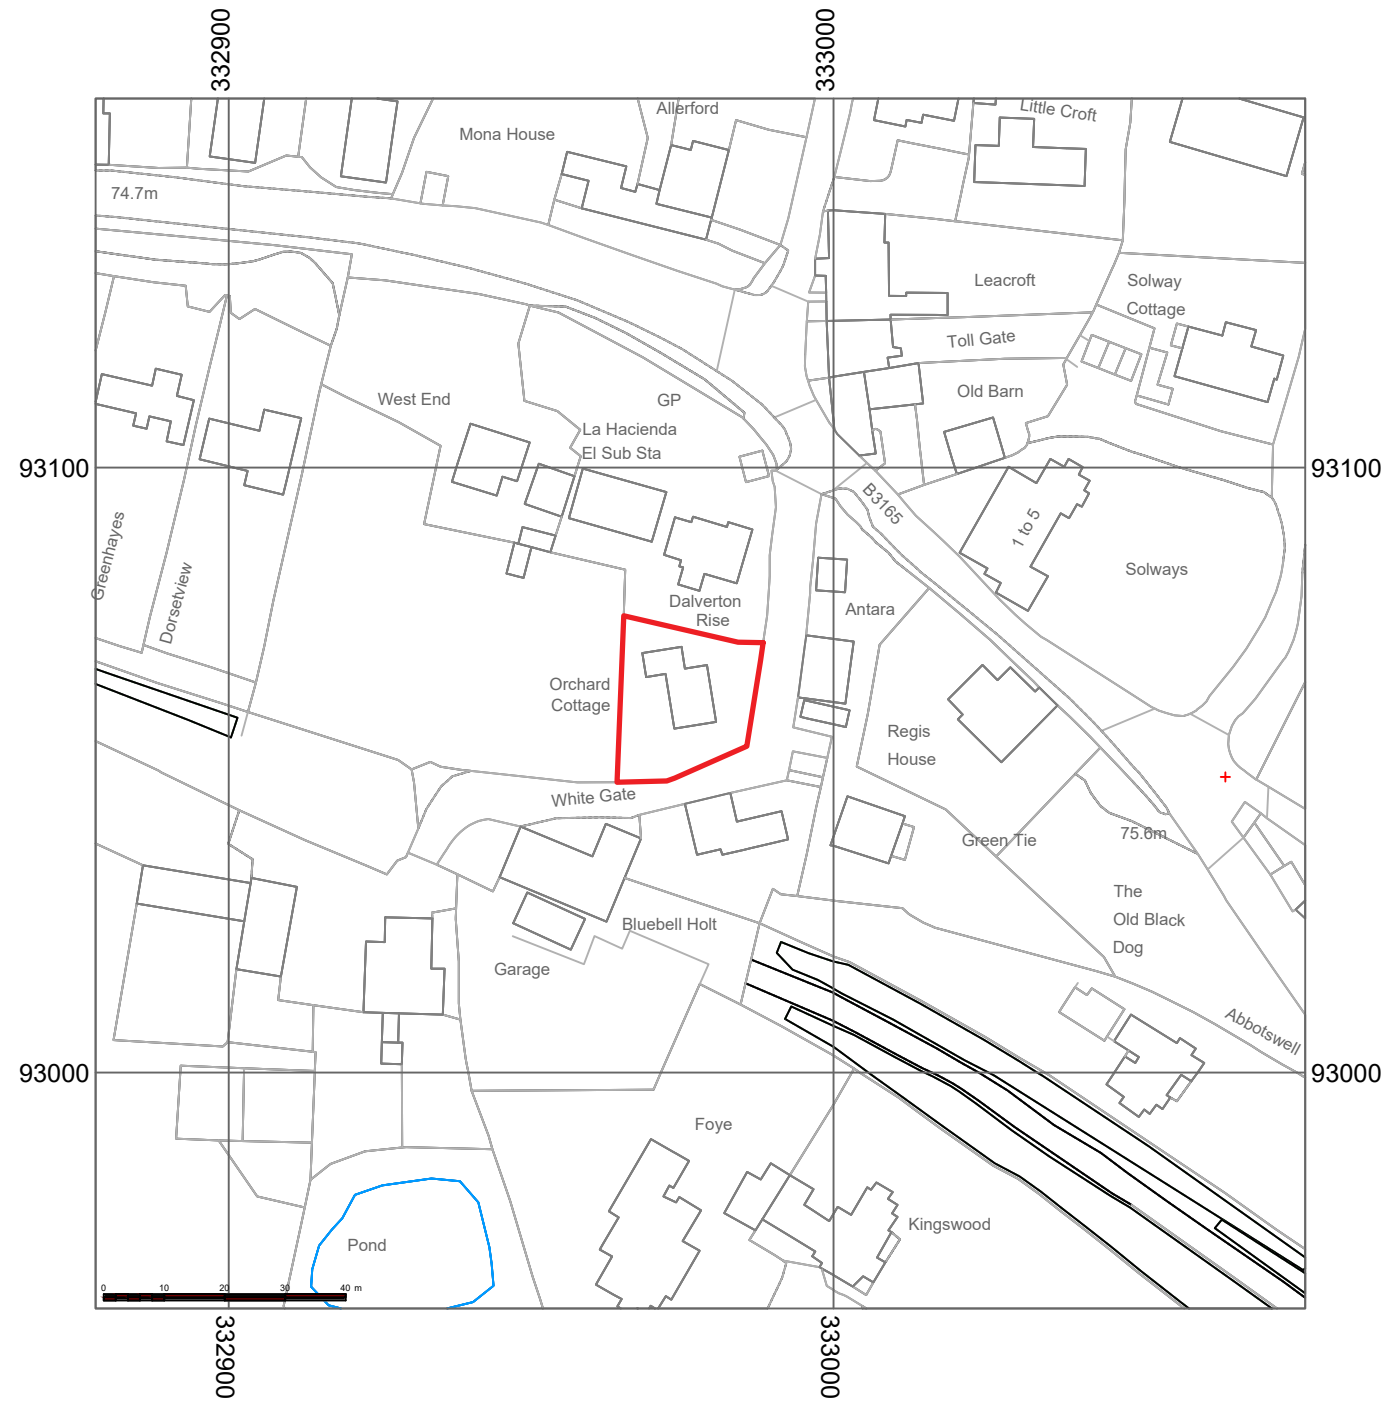 332900
333000
Allerford
Little Croft
Mona House
74.7m
Leacroft
Solway
Cottage
Toll Gate
Old Barn
West End
GP
La Hacienda
El Sub Sta
93100
93100
B3165
1 to 5
Greenhayes
Dorsetview
Solways
Dalverton
Rise
Antara
Orchard
Cottage
Regis
House
White Gate
Green Tie
75.6m
The
Old Black
Dog
Bluebell Holt
Garage
Abbotswell
93000
93000
Foye
Kingswood
Pond
0 10 20 30 40 m
332900
333000